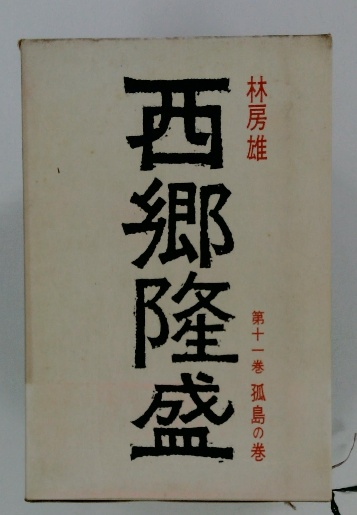 林房雄
西郷隆盛
第十一巻 孤島の巻